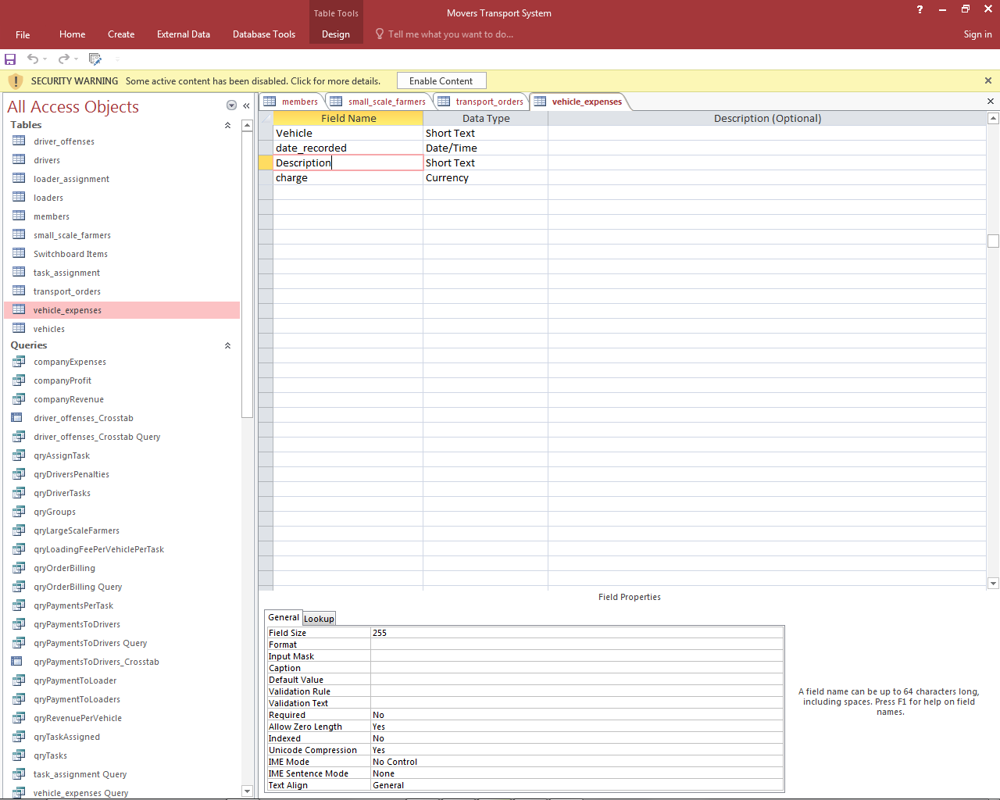 Table Tools
Movers Transport System
?
File
Home
Create
External Data
Database Tools
Design
Tell me what you want to do...
Sign in
SECURITY WARNING Some active content has been disabled. Click for more details.
Enable Content
All Access Objects
Tables
driver_offenses
drivers
loader_assignment
loaders
members
small_scale_farmers
Switchboard Items
task_assignment
transport_orders
vehicle_expenses
vehicles
Queries
companyExpenses
companyProfit
companyRevenue
driver_offenses_Crosstab
driver_offenses_Crosstab Query
qryAssignTask
qryDriversPenalties
qryDriverTasks
qryGroups
qryLargeScaleFarmers
qryLoadingFeePerVehiclePerTask
qryOrderBilling
qryOrderBilling Query
qryPaymentsPerTask
qryPaymentsToDrivers
qryPaymentsToDrivers Query
qryPaymentsToDrivers_Crosstab
qryPaymentToLoader
qryPaymentToLoaders
qryRevenuePerVehicle
qryTaskAssigned
qryTasks
task_assignment Query
vehicle_expenses Query
members
small_scale_farmers
transport_orders
vehicle_expenses
Field Name Data Type Description (Optional)
Vehicle Short Text
date_recorded Date/Time
Description Short Text
charge Currency
Field Properties
General Lookup
Field Size 255
Format
Input Mask
Caption
Default Value
Validation Rule
Validation Text
Required No
Allow Zero Length Yes
Indexed No
Unicode Compression Yes
IME Mode No Control
IME Sentence Mode None
Text Align General
A field name can be up to 64 characters long,
including spaces. Press F1 for help on field
names.